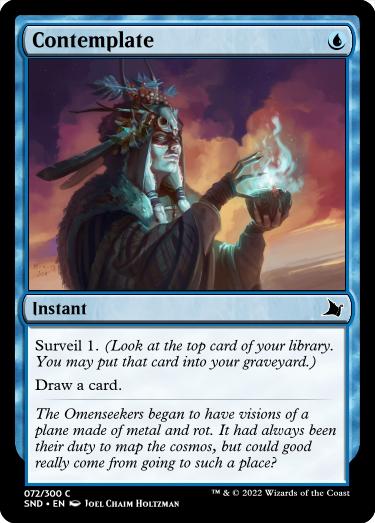 Contemplate
Instant
Surveil 1. (Look at the top card of your library.
You may put that card into your graveyard.)
Draw a card.
The Omenseekers began to have visions of a
plane made of metal and rot. It had always been
their duty to map the cosmos, but could good
really come from going to such a place?
072/300 C
SND • EN Joel Chaim Holtzman
™ & © 2022 Wizards of the Coast